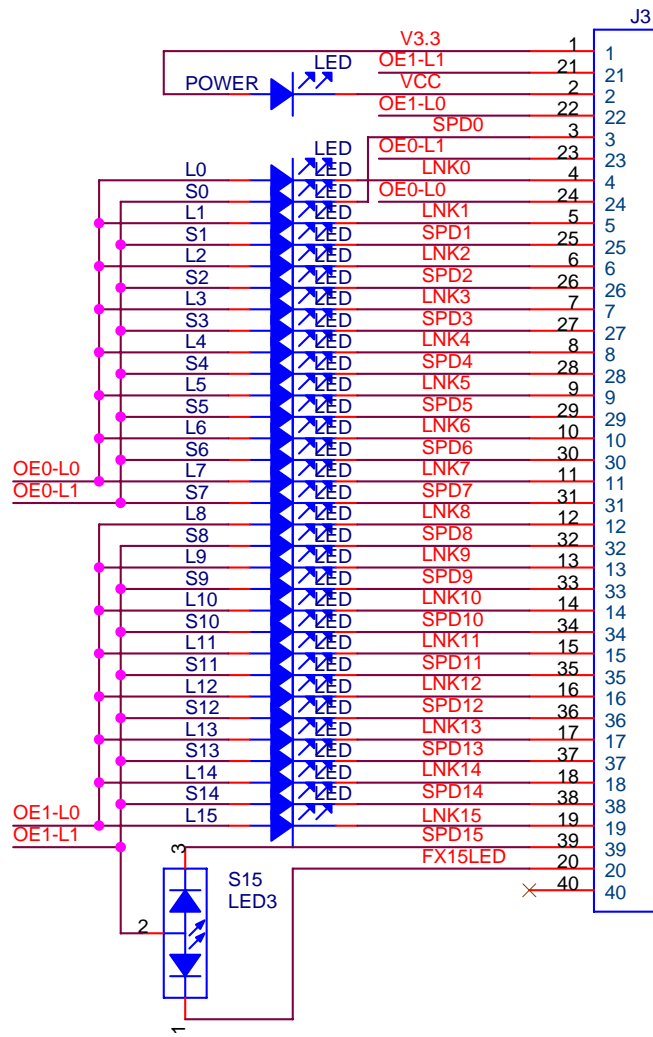 J3
V3.3 1 1
OE1-L1 21 21
POWER LED VCC 2 2
OE1-L0 22 22
SPD0 3 3
LED OE0-L1 23 23
L0 LED LNK0 4 4
S0 LED OE0-L0 24 24
L1 LED LNK1 5 5
S1 LED SPD1 25 25
L2 LED LNK2 6 6
S2 LED SPD2 26 26
L3 LED LNK3 7 7
S3 LED SPD3 27 27
L4 LED LNK4 8 8
S4 LED SPD4 28 28
L5 LED LNK5 9 9
S5 LED SPD5 29 29
L6 LED LNK6 10 10
S6 LED SPD6 30 30
OE0-L0 L7 LED LNK7 11 11
OE0-L1 S7 LED SPD7 31 31
L8 LED LNK8 12 12
S8 LED SPD8 32 32
L9 LED LNK9 13 13
S9 LED SPD9 33 33
L10 LED LNK10 14 14
S10 LED SPD10 34 34
L11 LED LNK11 15 15
S11 LED SPD11 35 35
L12 LED LNK12 16 16
S12 LED SPD12 36 36
L13 LED LNK13 17 17
S13 LED SPD13 37 37
L14 LED LNK14 18 18
S14 LED SPD14 38 38
OE1-L0 L15 LNK15 19 19
OE1-L1 SPD15 39 39
3 FX15LED 20 20
S15 40 40
LED3
2
1